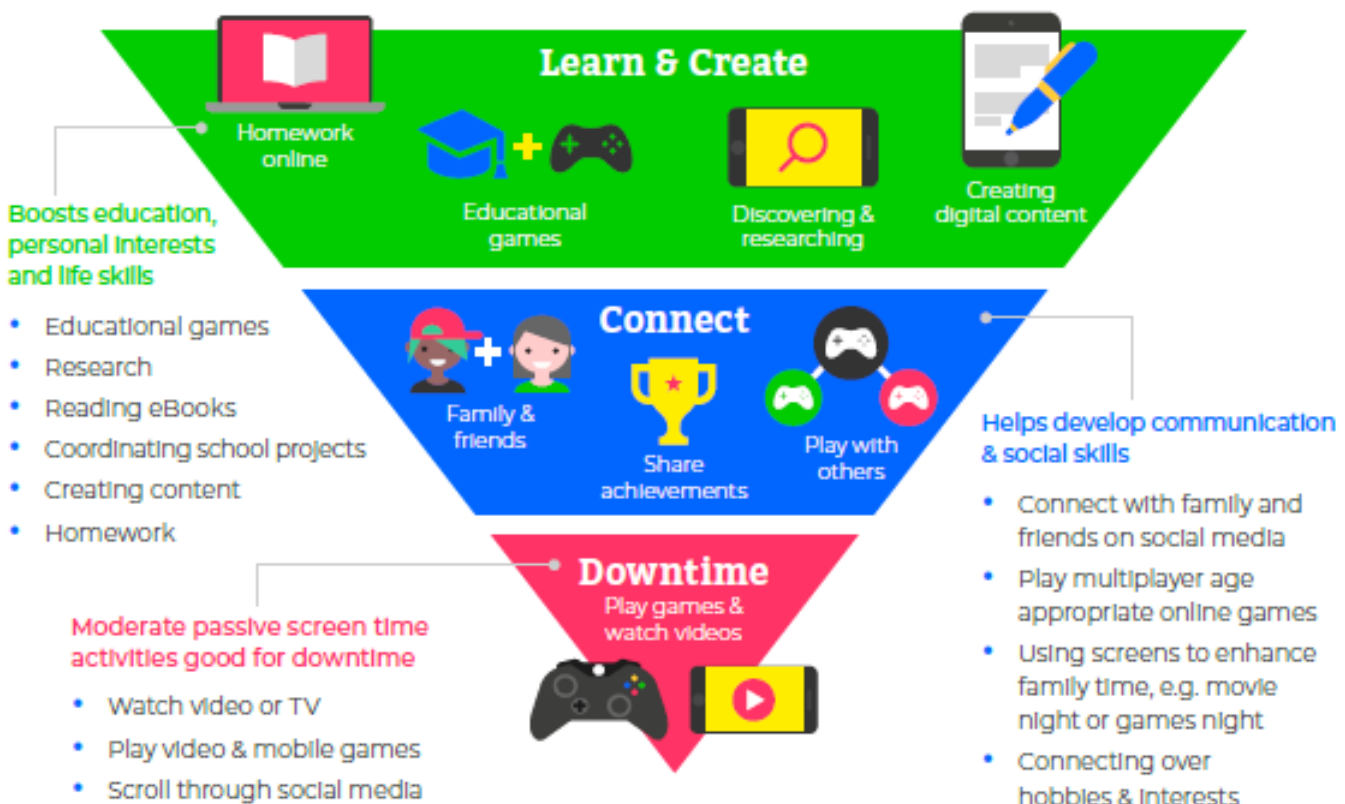 Learn & Create
Homework
online
Educational
games
Discovering &
researching
Creating
digital content
Boosts education,
personal interests
and life skills
• Educational games
• Research
• Reading eBooks
• Coordinating school projects
• Creating content
• Homework
Connect
Family &
friends
Share
achievements
Play with
others
Helps develop communication
& social skills
• Connect with family and
friends on social media
• Play multiplayer age
appropriate online games
• Using screens to enhance
family time, e.g. movie
night or games night
• Connecting over
hobbies & interests
Downtime
Play games &
watch videos
Moderate passive screen time
activities good for downtime
• Watch video or TV
• Play video & mobile games
• Scroll through social media